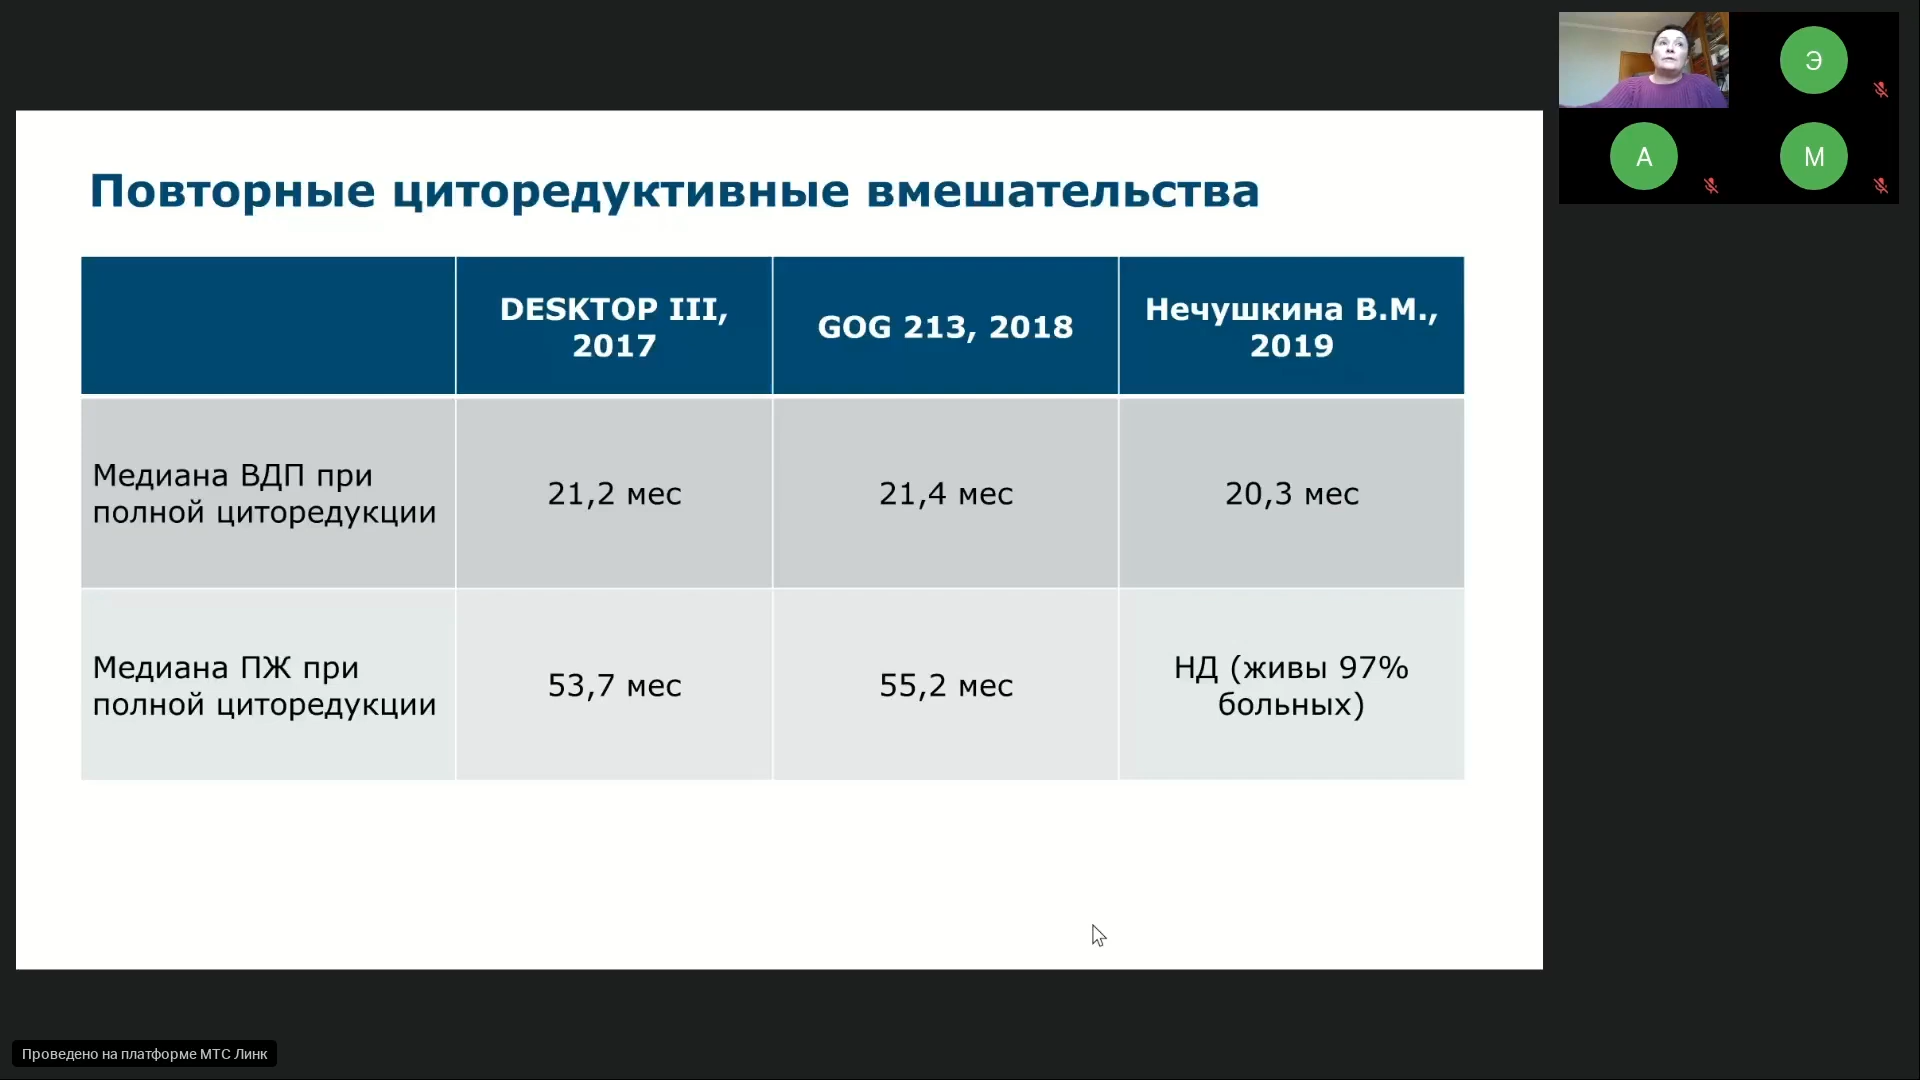 Повторные циторедуктивные вмешательства
DESKTOP III,
2017
GOG 213, 2018
Нечушкина В.М.,
2019
Медиана ВДП при
полной циторедукции
21,2 мес
21,4 мес
20,3 мес
Медиана ПЖ при
полной циторедукции
53,7 мес
55,2 мес
НД (живы 97%
больных)
Э
А
М
Проведено на платформе МТС Линк